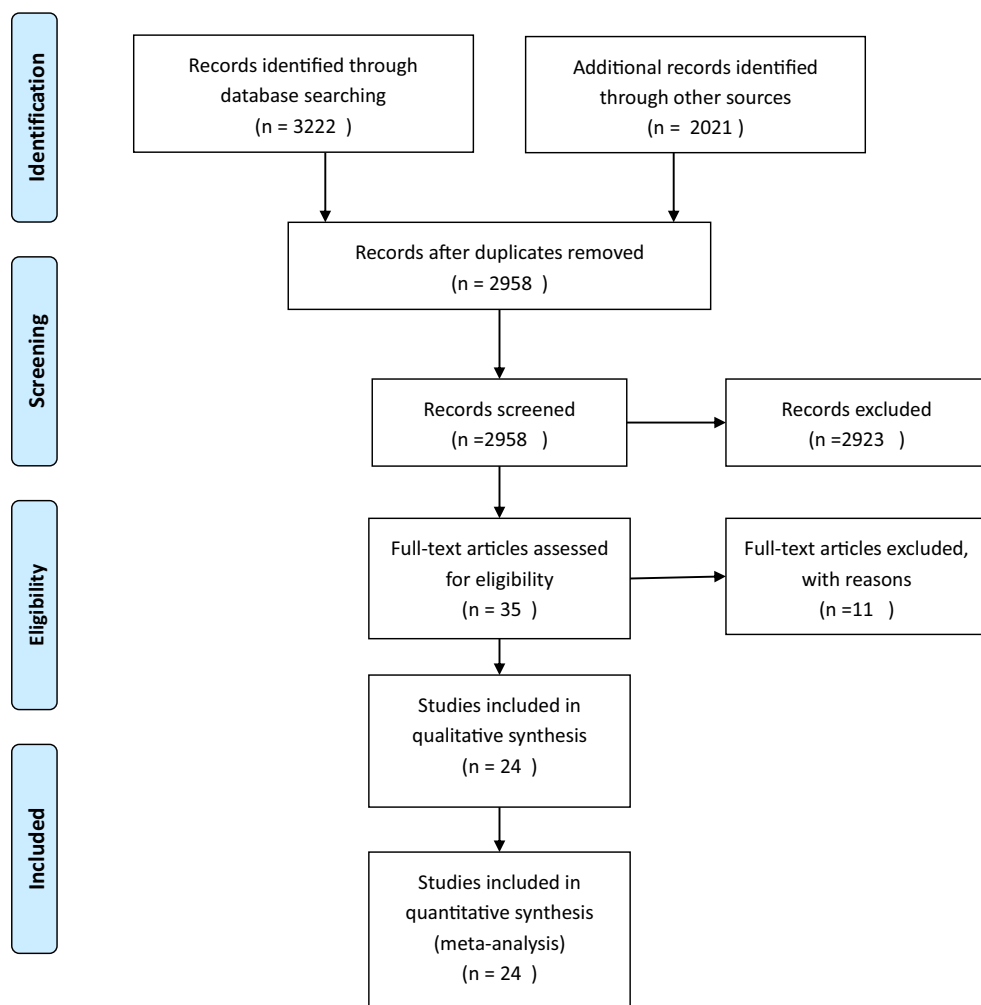 Identification
Records identified through
database searching
(n = 3222  )
Additional records identified
through other sources
(n =  2021)
Records after duplicates removed
(n = 2958  )
Screening
Records screened
(n =2958  )
Records excluded
(n =2923  )
Eligibility
Full-text articles assessed
for eligibility
(n = 35  )
Full-text articles excluded,
with reasons
(n =11  )
Studies included in
qualitative synthesis
(n = 24  )
Included
Studies included in
quantitative synthesis
(meta-analysis)
(n = 24  )